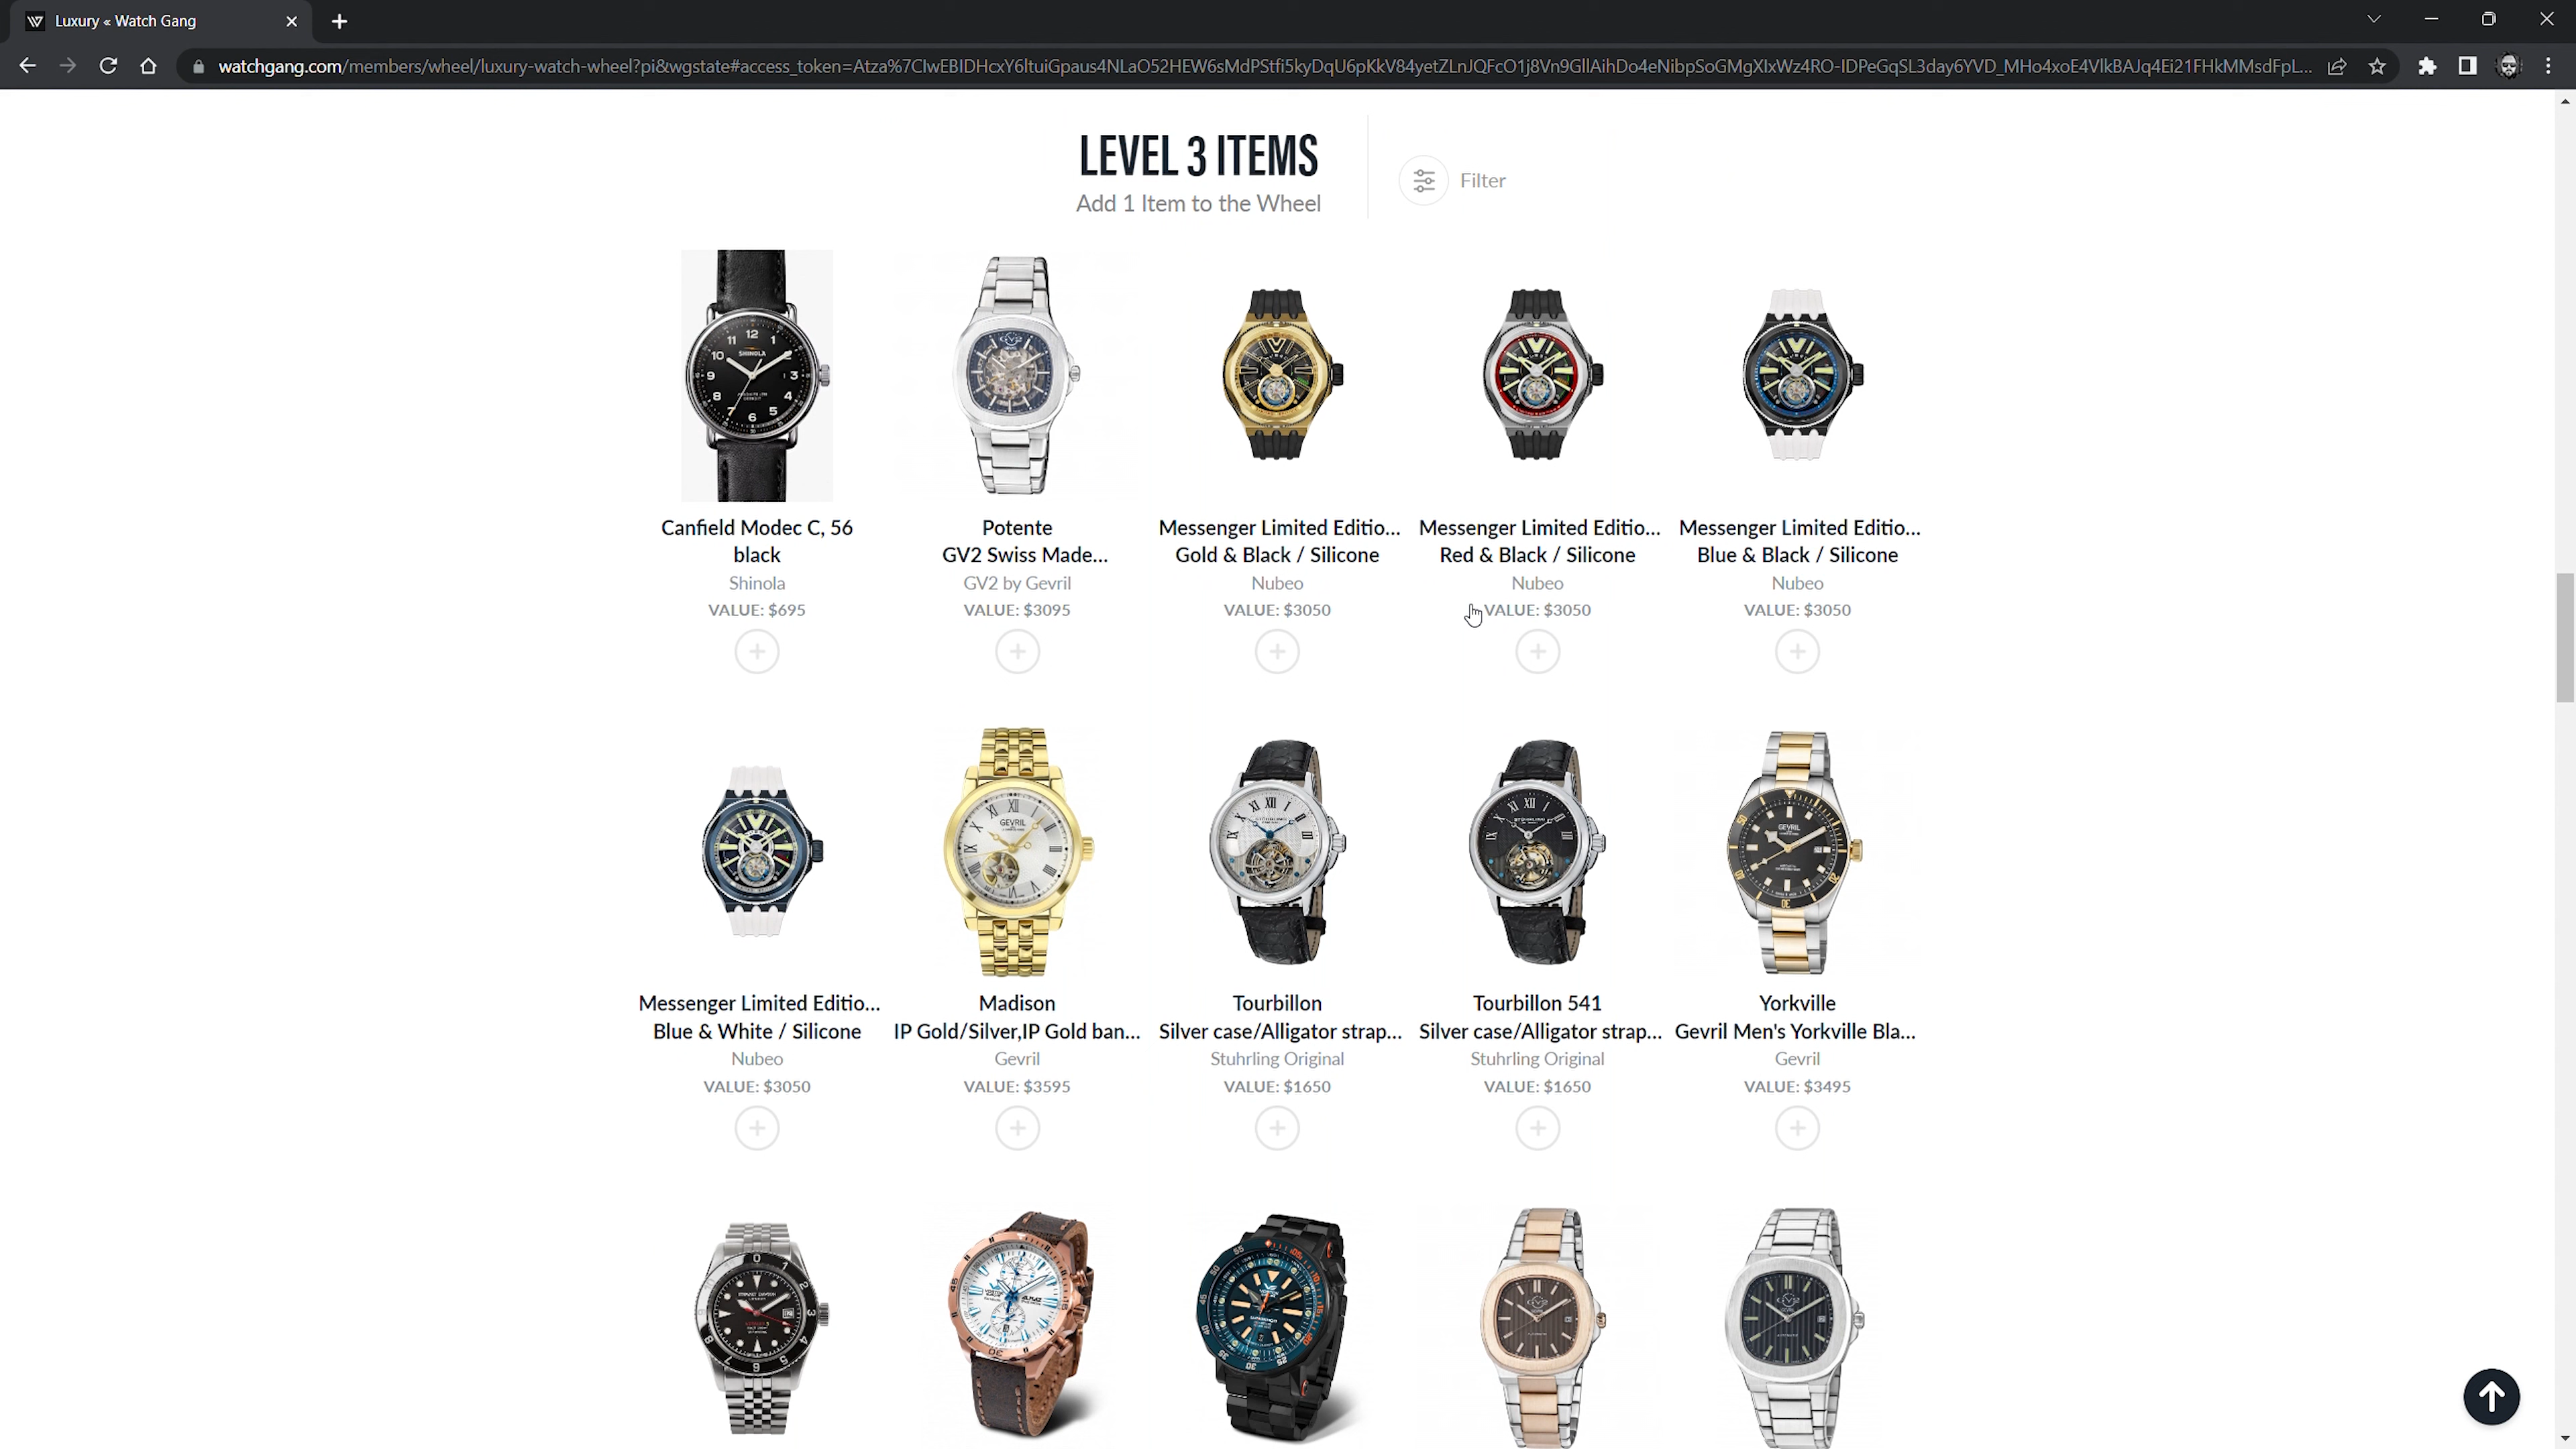 Luxury « Watch Gang
watchgang.com/members/wheel/luxury-watch-wheel?pi&wgstate#access_token=Atza%7CIwEBIDHcxY6ltuiGpaus4NLaO52HEW6sMdPStfi5kyDqU6pKkV84yetZLnJQFcO1j8Vn9GllAihDo4eNibpSoGMgXlxWz4RO-IDPeGqSL3day6YVD_MHo4xoE4VlkBAJq4Ei21FHkMMsdFpL...
LEVEL 3 ITEMS
Add 1 Item to the Wheel
Filter
SHINOLA
Canfield Modec C, 56
black
Shinola
VALUE: $695
Potente
GV2 Swiss Made...
GV2 by Gevril
VALUE: $3095
Messenger Limited Editio...
Gold & Black / Silicone
Nubeo
VALUE: $3050
Messenger Limited Editio...
Red & Black / Silicone
Nubeo
VALUE: $3050
Messenger Limited Editio...
Blue & Black / Silicone
Nubeo
VALUE: $3050
GEVRIL
GEVRIL
Messenger Limited Editio...
Blue & White / Silicone
Nubeo
VALUE: $3050
Madison
IP Gold/Silver,IP Gold ban...
Gevril
VALUE: $3595
Tourbillon
Silver case/Alligator strap...
Stuhrling Original
VALUE: $1650
Tourbillon 541
Silver case/Alligator strap...
Stuhrling Original
VALUE: $1650
Yorkville
Gevril Men's Yorkville Bla...
Gevril
VALUE: $3495